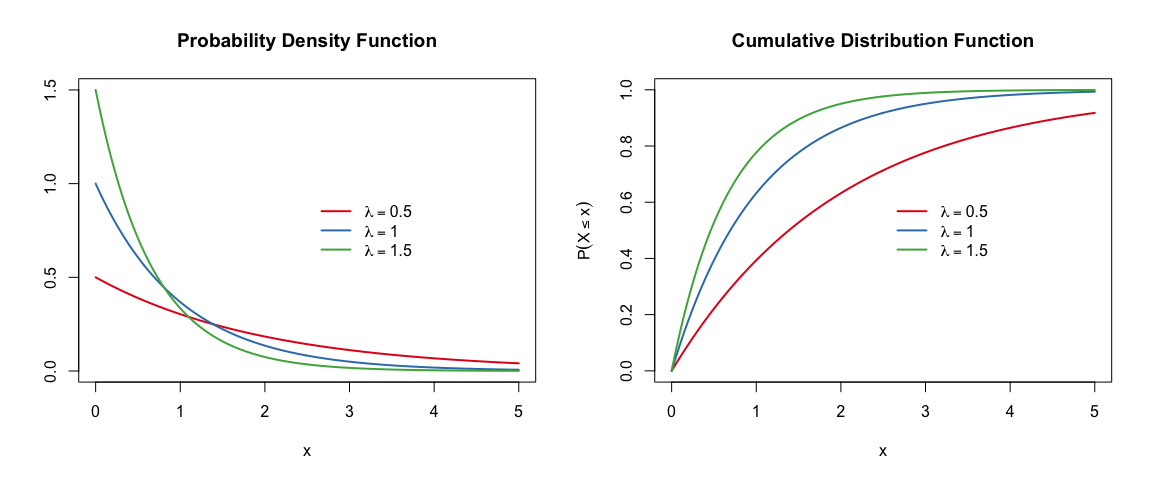 Probability Density Function
1.5
1.0
0.5
0.0
λ = 0.5
λ = 1
λ = 1.5
0 1 2 3 4 5
x
Cumulative Distribution Function
P(X ≤ x)
1.0
0.8
0.6
0.4
0.2
0.0
λ = 0.5
λ = 1
λ = 1.5
0 1 2 3 4 5
x